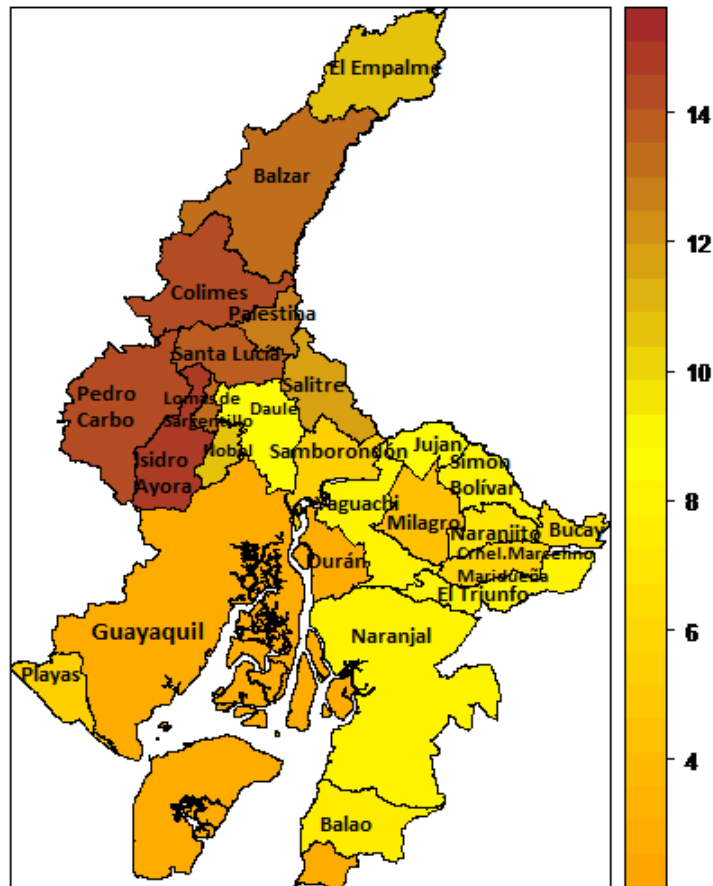 El Empalme
Balzar
Colimes
Palestina
Santa Lucía
Pedro
Carbo
Lomas de
Sargentillo
Daule
Salitre
Isidro
Ayora
Nobol
Samborondón
Jujan
Simon
Bolívar
Yaguachi
Milagro
Naranjito
Bucay
Crnel.Marcelino
Maridueña
El Triunfo
Durán
Guayaquil
Naranjal
Playas
Balao
14
12
10
8
6
4